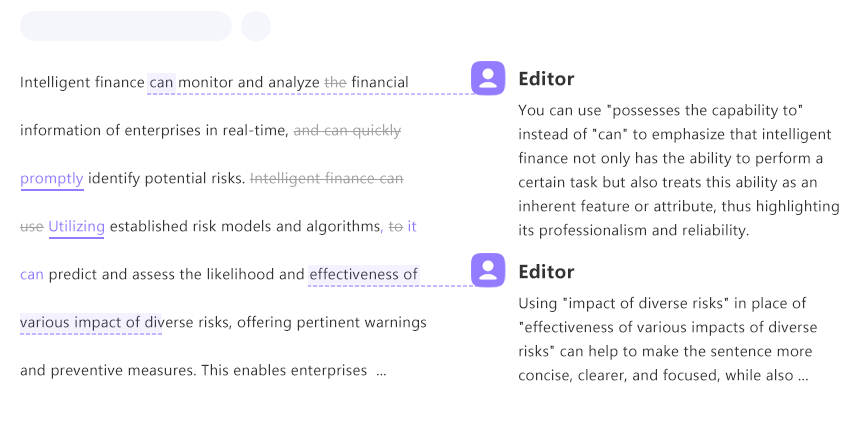 Intelligent finance can monitor and analyze the financial
information of enterprises in real-time, and can quickly
promptly identify potential risks. Intelligent finance can
use Utilizing established risk models and algorithms, to it
can predict and assess the likelihood and effectiveness of
various impact of diverse risks, offering pertinent warnings
and preventive measures. This enables enterprises ...
Editor
You can use "possesses the capability to"
instead of "can" to emphasize that intelligent
finance not only has the ability to perform a
certain task but also treats this ability as an
inherent feature or attribute, thus highlighting
its professionalism and reliability.
Editor
Using "impact of diverse risks" in place of
"effectiveness of various impacts of diverse
risks" can help to make the sentence more
concise, clearer, and focused, while also ...